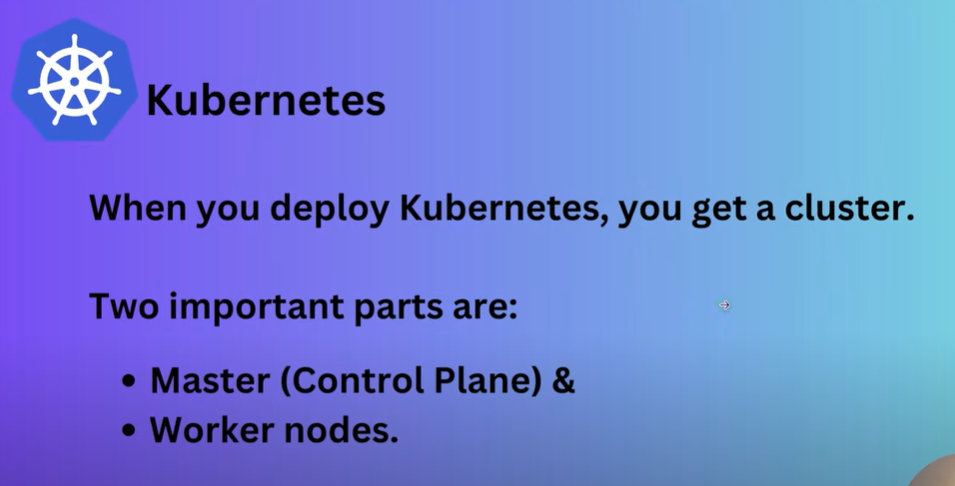 Kubernetes
When you deploy Kubernetes, you get a cluster.
Two important parts are:
• Master (Control Plane) &
• Worker nodes.